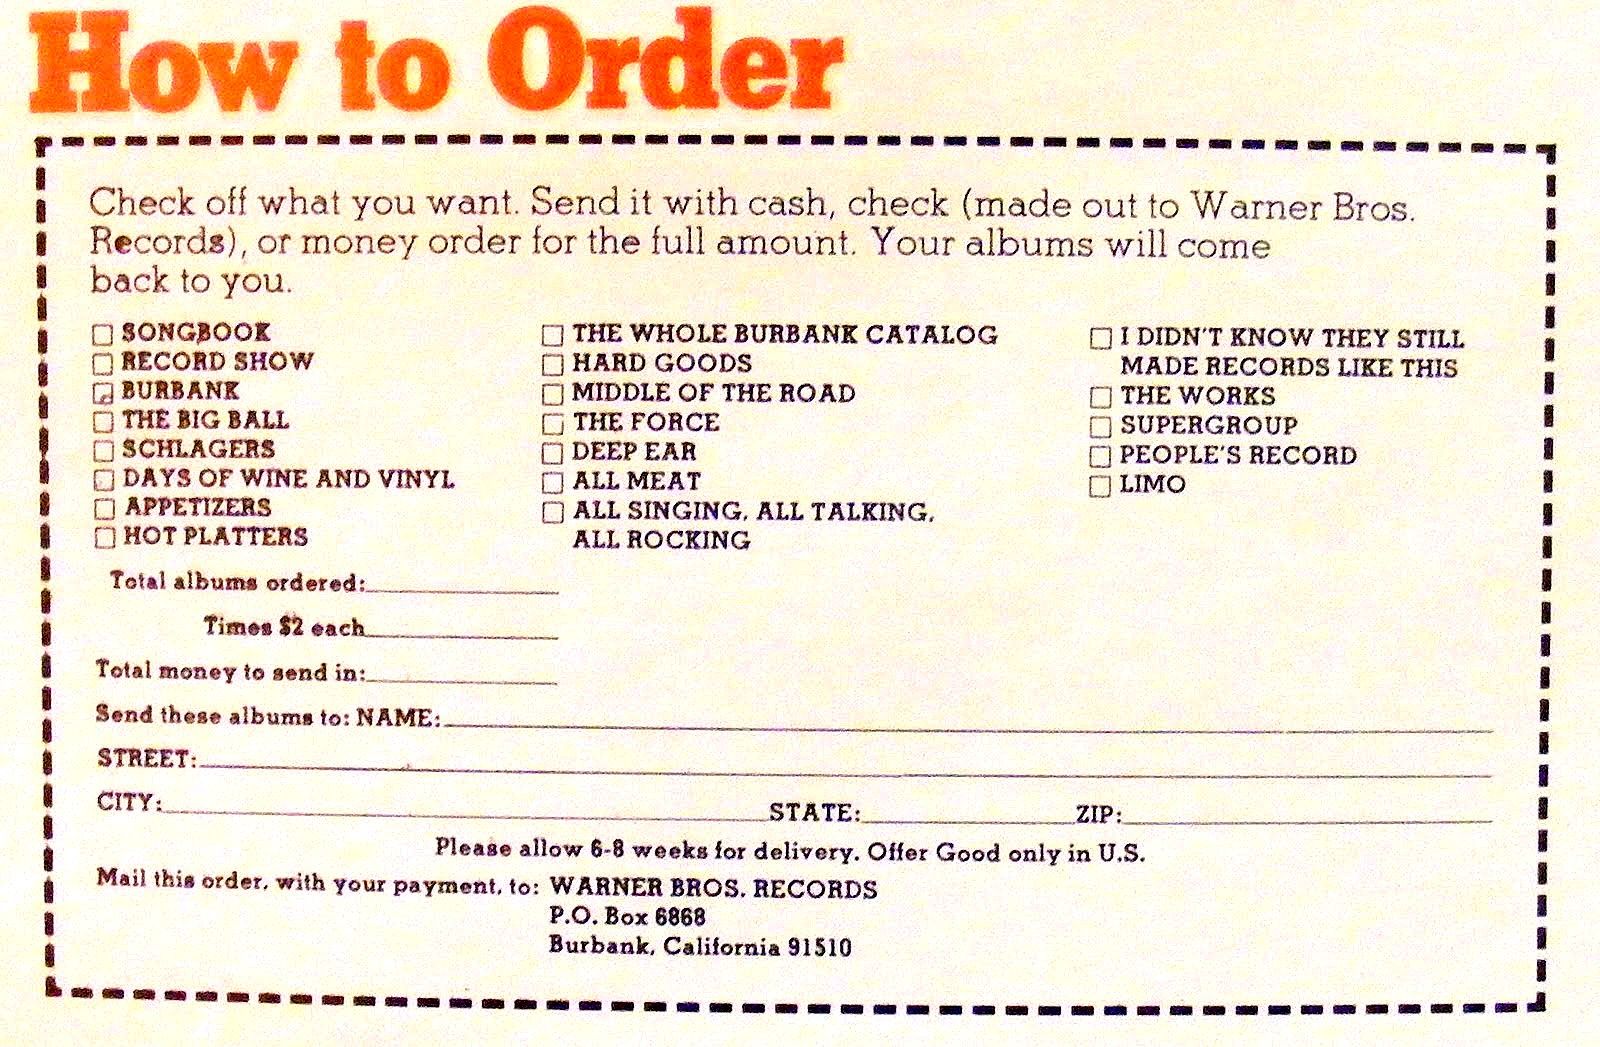 How to Order
Check off what you want. Send it with cash, check (made out to Warner Bros.
Records), or money order for the full amount. Your albums will come
back to you.
SONGBOOK
RECORD SHOW
BURBANK
THE BIG BALL
SCHLAGERS
DAYS OF WINE AND VINYL
APPETIZERS
HOT PLATTERS
THE WHOLE BURBANK CATALOG
HARD GOODS
MIDDLE OF THE ROAD
THE FORCE
DEEP EAR
ALL MEAT
ALL SINGING, ALL TALKING,
ALL ROCKING
I DIDN'T KNOW THEY STILL
MADE RECORDS LIKE THIS
THE WORKS
SUPERGROUP
PEOPLE'S RECORD
LIMO
Total albums ordered:
Times $2 each
Total money to send in:
Send these albums to: NAME:
STREET:
CITY: STATE: ZIP:
Please allow 6-8 weeks for delivery. Offer Good only in U.S.
Mail this order, with your payment, to: WARNER BROS. RECORDS
P.O. Box 6868
Burbank, California 91510